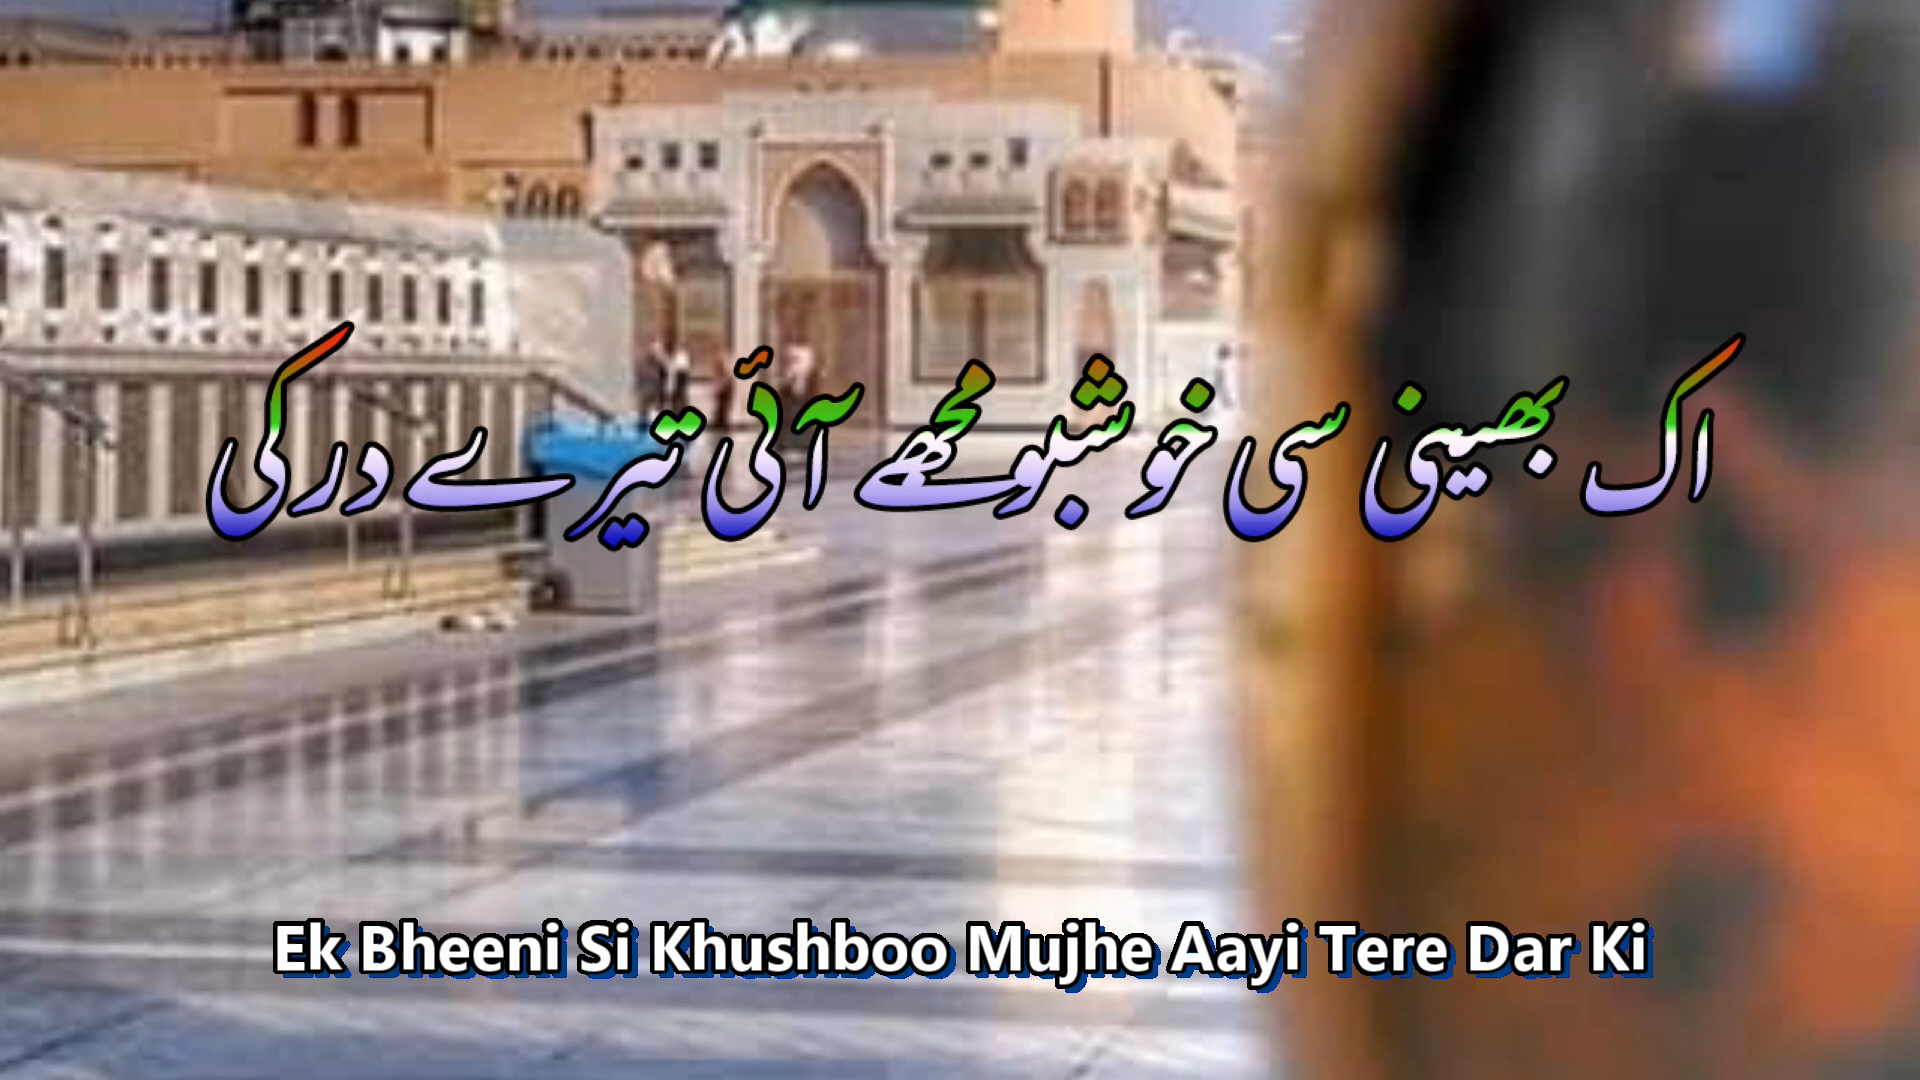 اک بھینی سی خوشبو مجھے آئی تیرے در کی
Ek Bheeni Si Khushboo Mujhe Aayi Tere Dar Ki